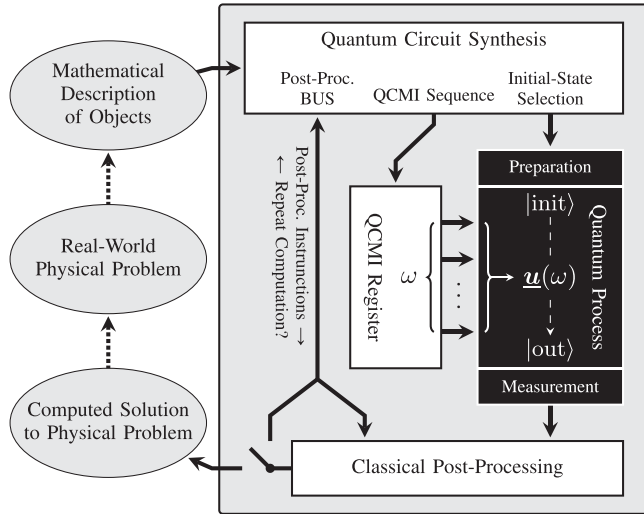 Quantum Circuit Synthesis
Post-Proc.
BUS
QCMI Sequence
Initial-State
Selection
Mathematical
Description
of Objects
Real-World
Physical Problem
Computed Solution
to Physical Problem
Post-Proc. Instrunctions →
← Repeat Computation?
QCMI Register
ω
....
Preparation
|init⟩
u(ω)
|out⟩
Quantum Process
Measurement
Classical Post-Processing